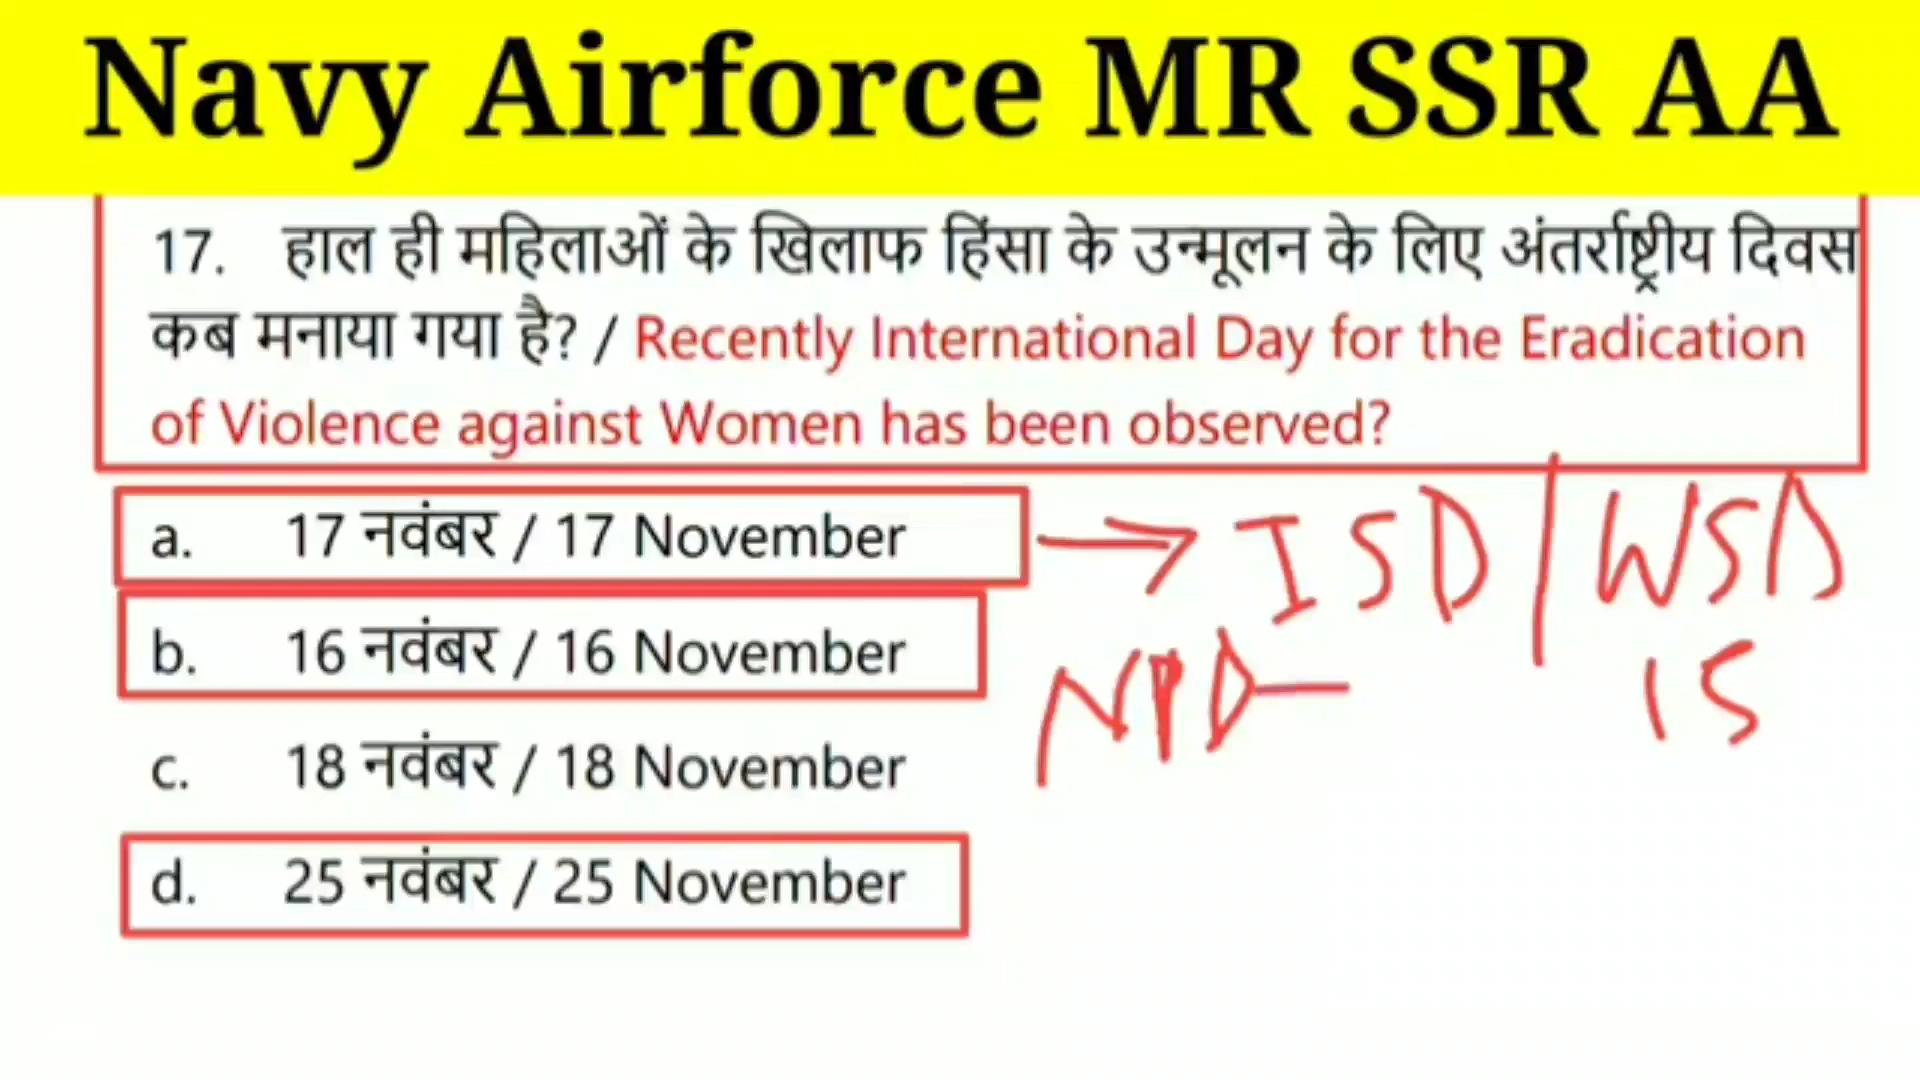 Navy Airforce MR SSR AA
17. हाल ही महिलाओं के खिलाफ हिंसा के उन्मूलन के लिए अंतर्राष्ट्रीय दिवस
कब मनाया गया है? / Recently International Day for the Eradication
of Violence against Women has been observed?
a. 17 नवंबर / 17 November → ISD / WSD
b. 16 नवंबर / 16 November NPD— 15
c. 18 नवंबर / 18 November
d. 25 नवंबर / 25 November